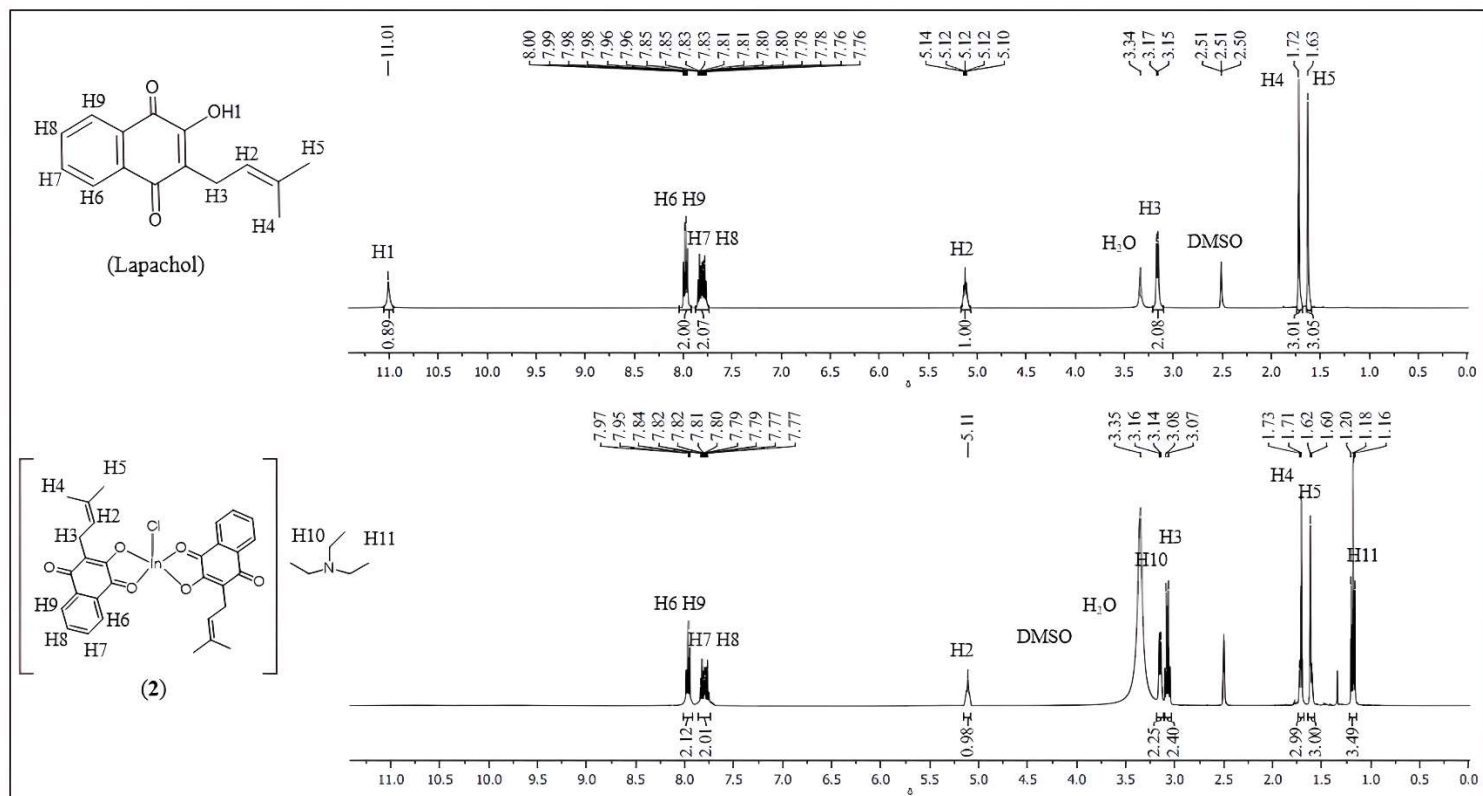 11.01
8.00
7.99
7.98
7.98
7.96
7.96
7.85
7.85
7.83
7.83
7.81
7.81
7.80
7.80
7.78
7.78
7.76
7.76
5.14
5.12
5.12
5.12
5.10
3.34
3.17
3.15
2.51
2.51
2.50
1.72
1.63
H4 H5
H9
OH1
H8
H2 H5
H7
H6
H3
H4
(Lapachol)
H1
H6 H9
H7 H8
H2
H₂O
H3
DMSO
0.89
2.00
2.07
1.00
2.08
3.01
3.05
11.0 10.5 10.0 9.5 9.0 8.5 8.0 7.5 7.0 6.5 6.0 5.5 5.0 4.5 4.0 3.5 3.0 2.5 2.0 1.5 1.0 0.5 0.0
δ
7.97
7.95
7.84
7.82
7.82
7.81
7.80
7.79
7.79
7.77
7.77
5.11
3.35
3.16
3.14
3.08
3.07
1.73
1.71
1.62
1.60
1.20
1.18
1.16
H5
H4
H2
H3
Cl
O
O
In
O
O
O
O
H9
H8
H7
H6
H10 H11
N
(2)
H6 H9
H7 H8
H2
DMSO
H₂O
H10
H3
H4
H5
H11
2.12
2.01
0.98
2.25
2.40
2.99
3.00
3.49
11.0 10.5 10.0 9.5 9.0 8.5 8.0 7.5 7.0 6.5 6.0 5.5 5.0 4.5 4.0 3.5 3.0 2.5 2.0 1.5 1.0 0.5 0.0
δ